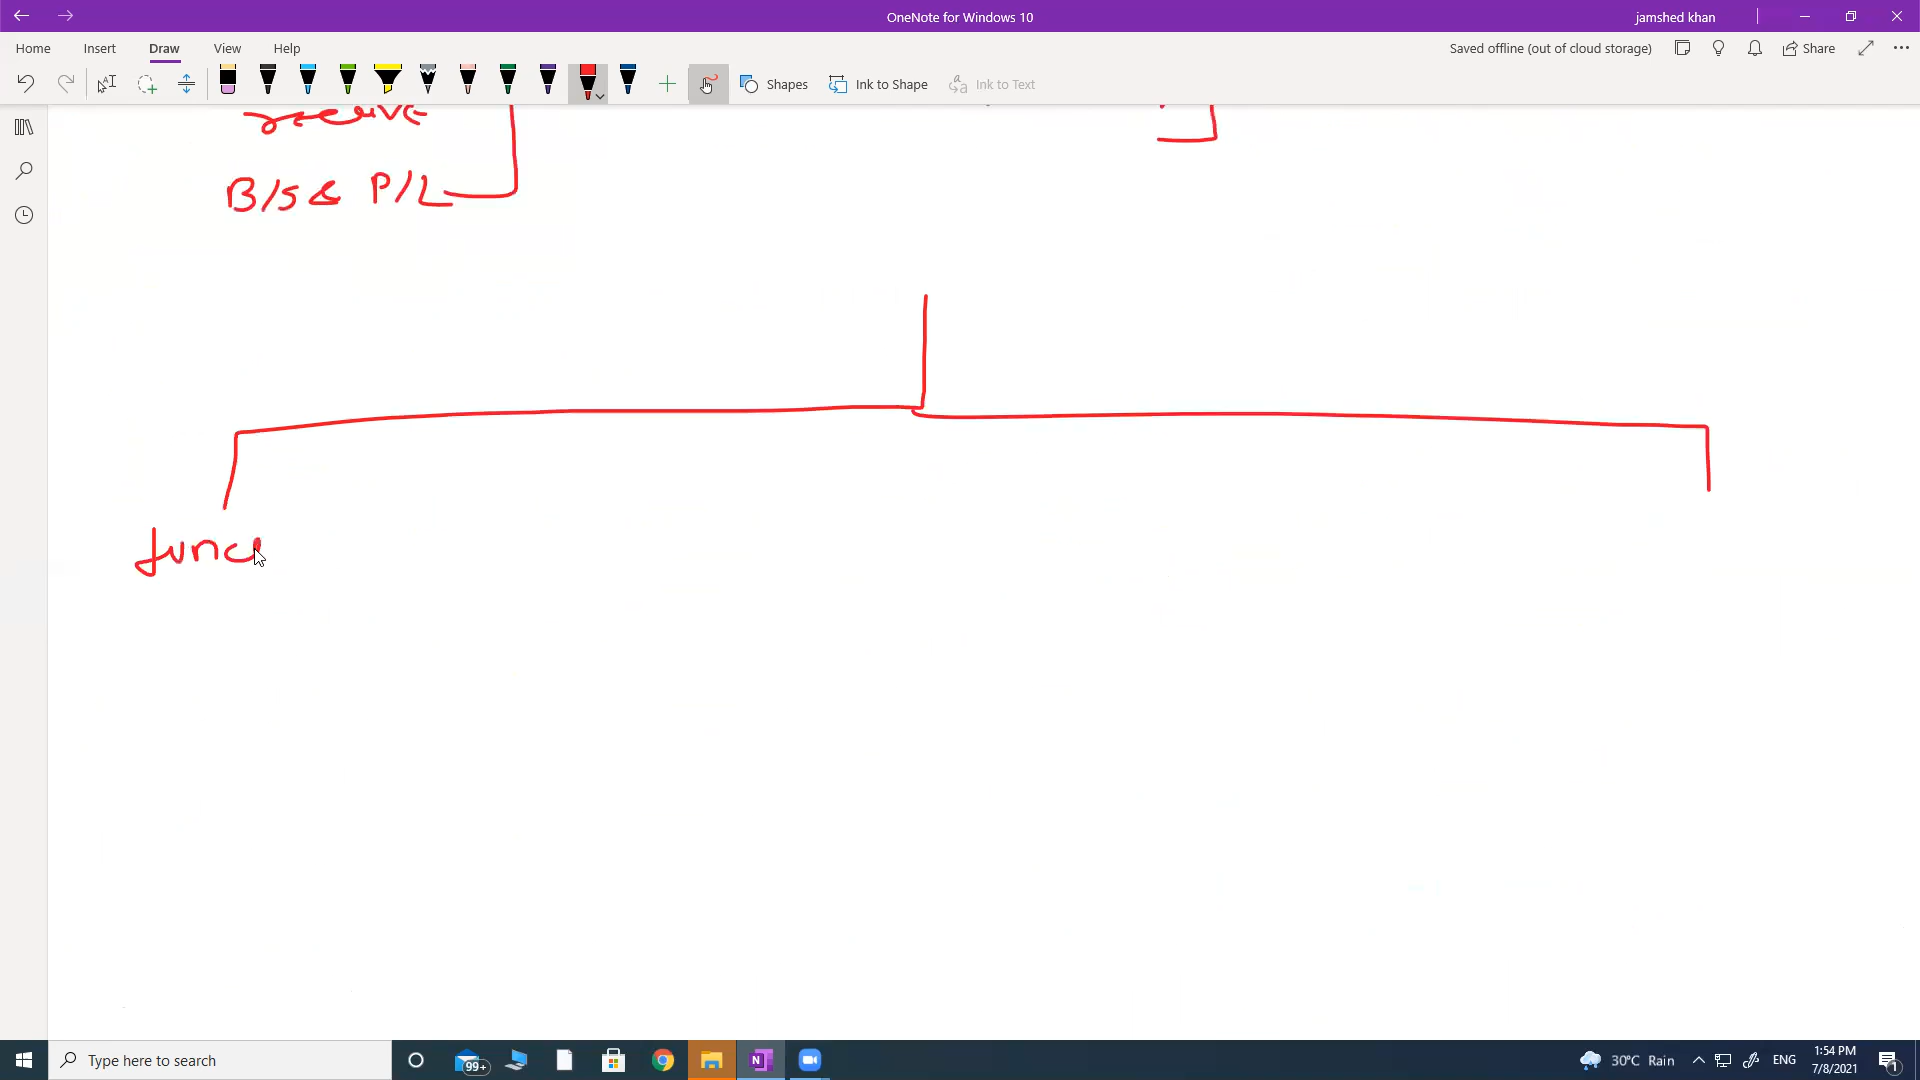 OneNote for Windows 10
jamshed khan
Home Insert Draw View Help
Saved offline (out of cloud storage)
Share
Shapes
Ink to Shape
Ink to Text
B/S & P/L
func
Type here to search
99+
30°C Rain
ENG
1:54 PM
7/8/2021
1